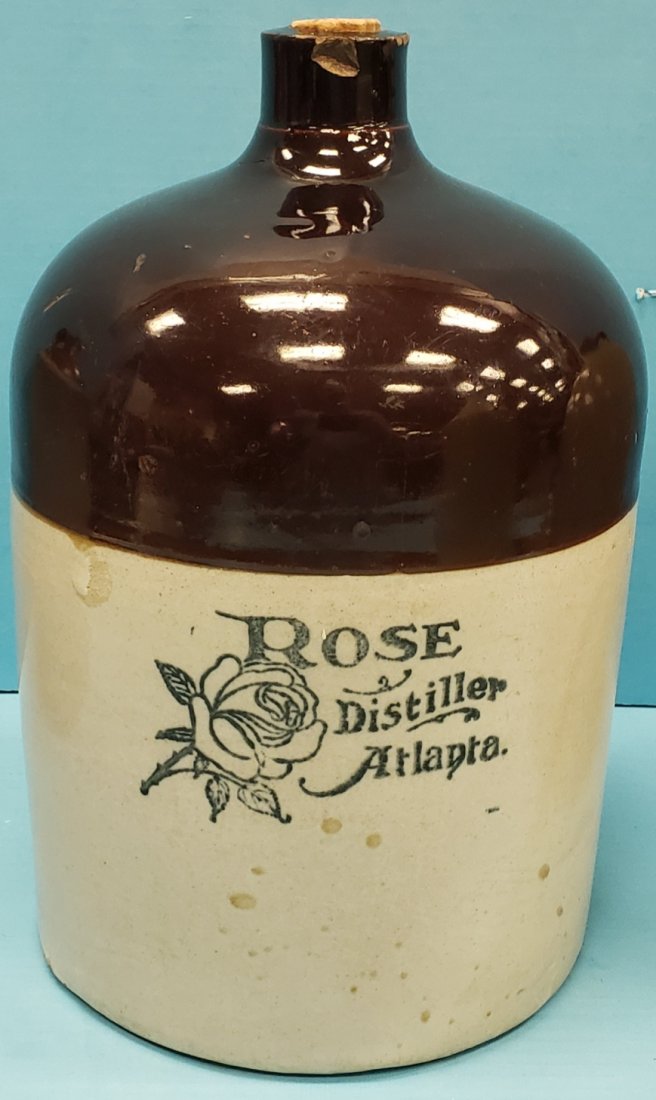 ROSE
Distiller
Atlanta.